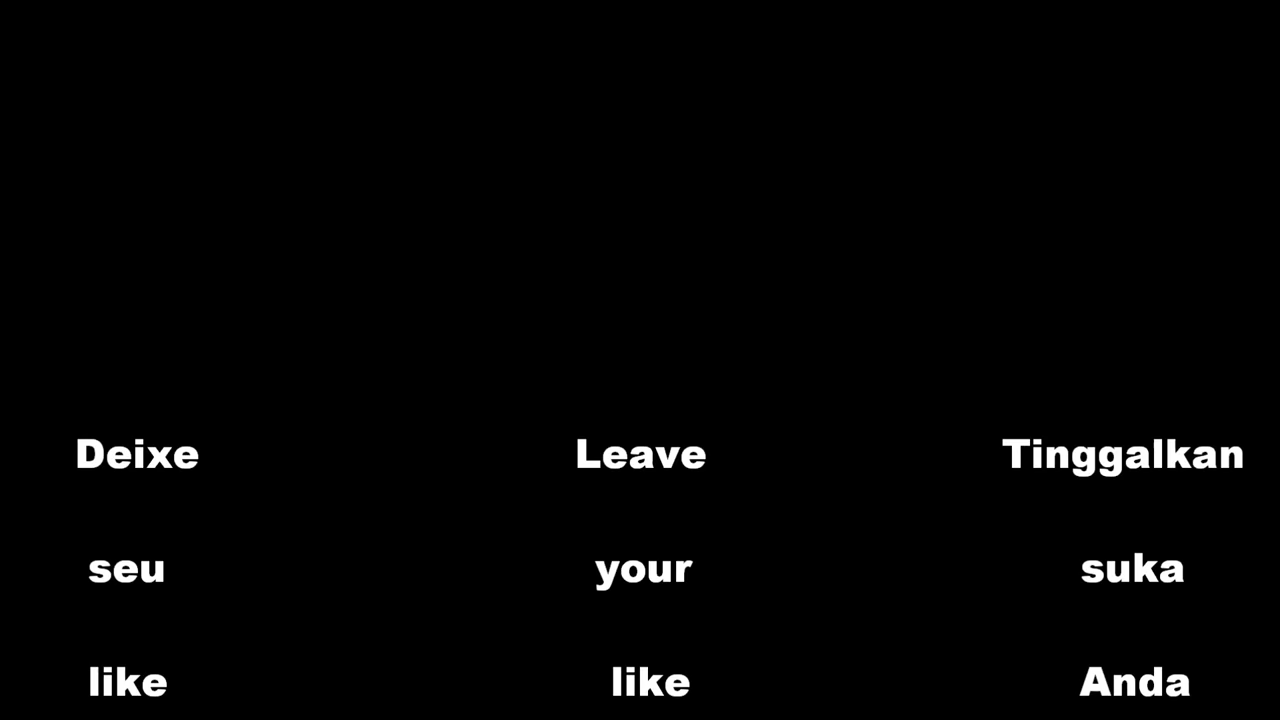 Deixe
seu
like
Leave
your
like
Tinggalkan
suka
Anda